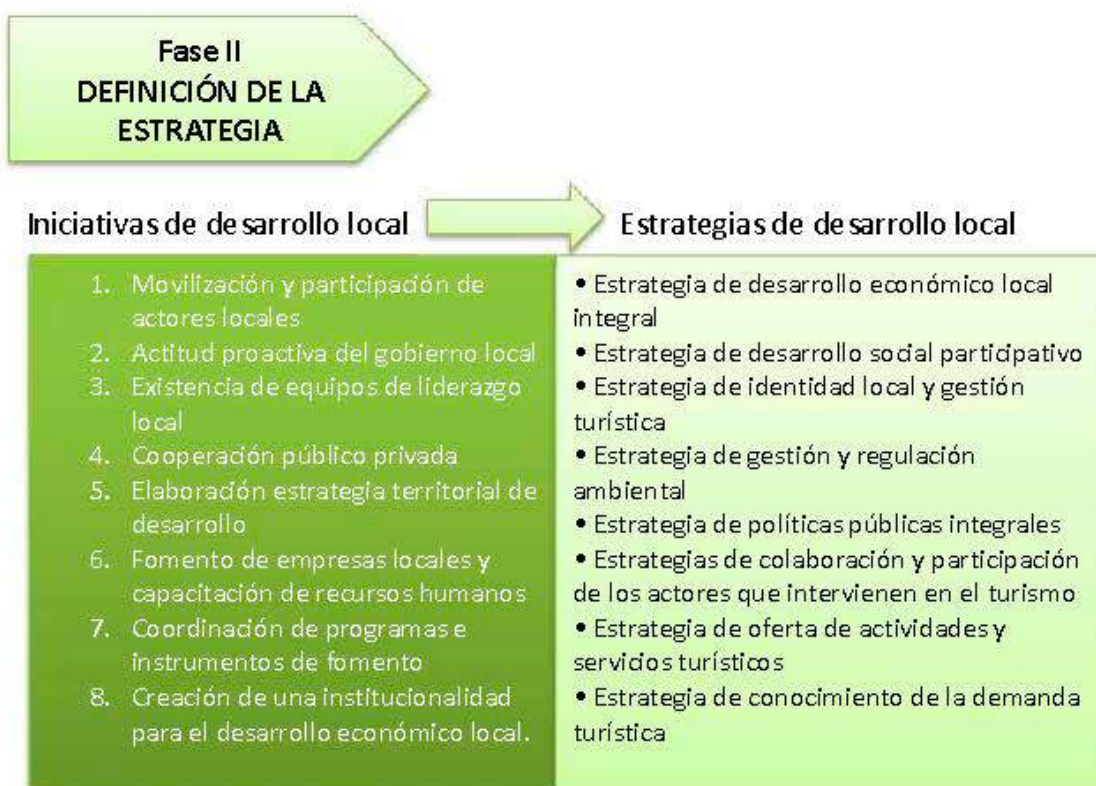 Fase II
DEFINICIÓN DE LA
ESTRATEGIA
Iniciativas de desarrollo local
Estrategias de desarrollo local
1. Movilización y participación de
actores locales
2. Actitud proactiva del gobierno local
3. Existencia de equipos de liderazgo
local
4. Cooperación público privada
5. Elaboración estrategia territorial de
desarrollo
6. Fomento de empresas locales y
capacitación de recursos humanos
7. Coordinación de programas e
instrumentos de fomento
8. Creación de una institucionalidad
para el desarrollo económico local.
• Estrategia de desarrollo económico local
integral
• Estrategia de desarrollo social participativo
• Estrategia de identidad local y gestión
turística
• Estrategia de gestión y regulación
ambiental
• Estrategia de políticas públicas integrales
• Estrategias de colaboración y participación
de los actores que intervienen en el turismo
• Estrategia de oferta de actividades y
servicios turísticos
• Estrategia de conocimiento de la demanda
turística